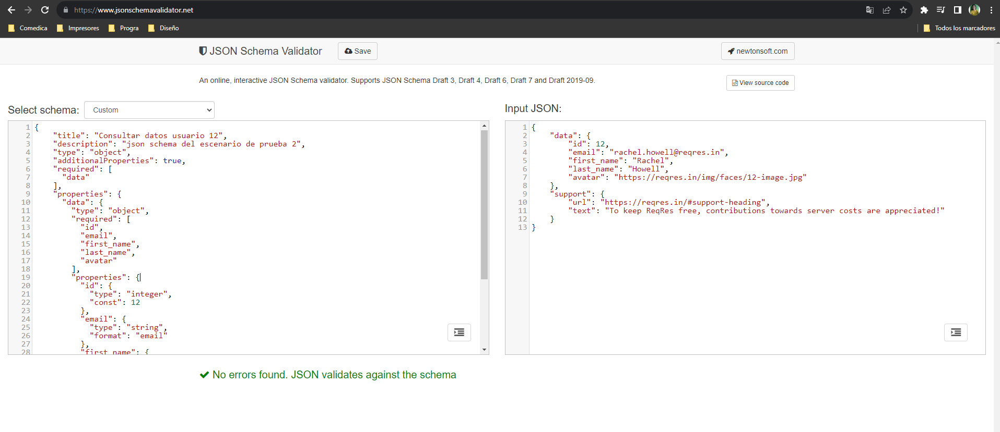 https://www.jsonschemavalidator.net
Comedica Impresores Progra Diseño Todos los marcadores
JSON Schema Validator Save newtonsoft.com
An online, interactive JSON Schema validator. Supports JSON Schema Draft 3, Draft 4, Draft 6, Draft 7 and Draft 2019-09.
View source code
Select schema: Custom
1 {
2 "title": "Consultar datos usuario 12",
3 "description": "json schema del escenario de prueba 2",
4 "type": "object",
5 "additionalProperties": true,
6 "required": [
7 "data"
8 ],
9 "properties": {
10 "data": {
11 "type": "object",
12 "required": [
13 "id",
14 "email",
15 "first_name",
16 "last_name",
17 "avatar"
18 ],
19 "properties": {
20 "id": {
21 "type": "integer",
22 "const": 12
23 },
24 "email": {
25 "type": "string",
26 "format": "email"
27 },
28 "first_name": {
Input JSON:
1 {
2 "data": {
3 "id": 12,
4 "email": "rachel.howell@reqres.in",
5 "first_name": "Rachel",
6 "last_name": "Howell",
7 "avatar": "https://reqres.in/img/faces/12-image.jpg"
8 },
9 "support": {
10 "url": "https://reqres.in/#support-heading",
11 "text": "To keep ReqRes free, contributions towards server costs are appreciated!"
12 }
13 }
No errors found. JSON validates against the schema